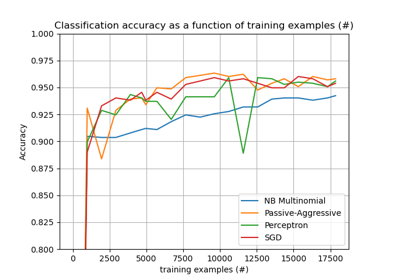 Classification accuracy as a function of training examples (#)
1.000
0.975
0.950
0.925
0.900
0.875
0.850
0.825
0.800
Accuracy
NB Multinomial
Passive-Aggressive
Perceptron
SGD
0 2500 5000 7500 10000 12500 15000 17500
training examples (#)